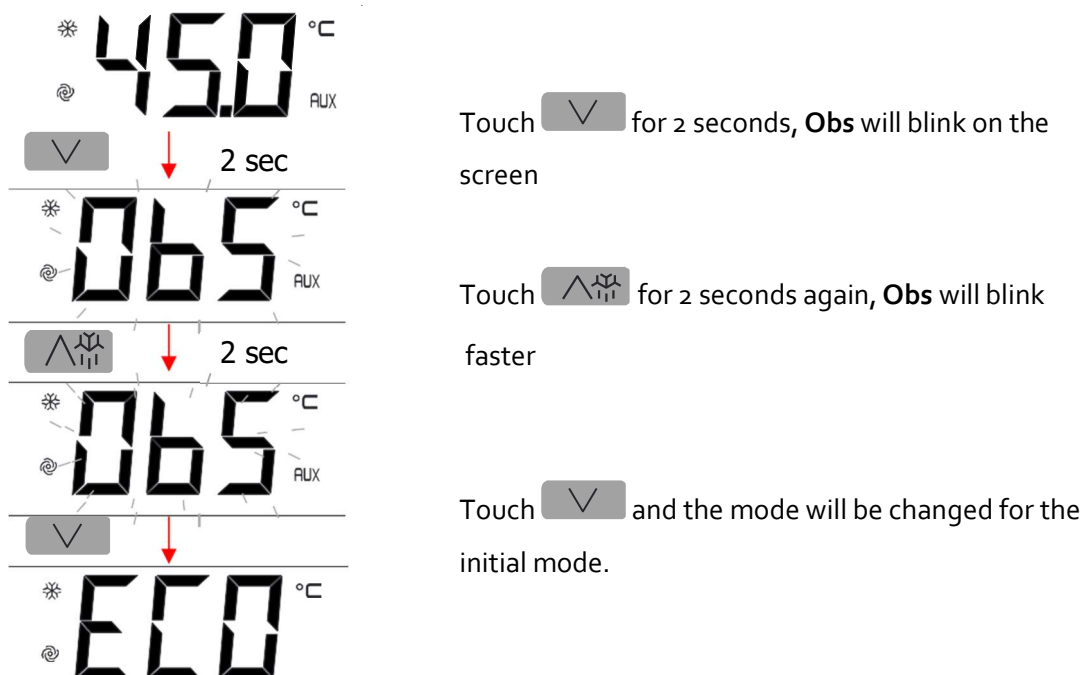 45.0 °C
AUX
2 sec
Touch for 2 seconds, Obs will blink on the
screen
ObS °C
AUX
Touch for 2 seconds again, Obs will blink
faster
2 sec
ObS °C
AUX
Touch and the mode will be changed for the
initial mode.
ECO °C